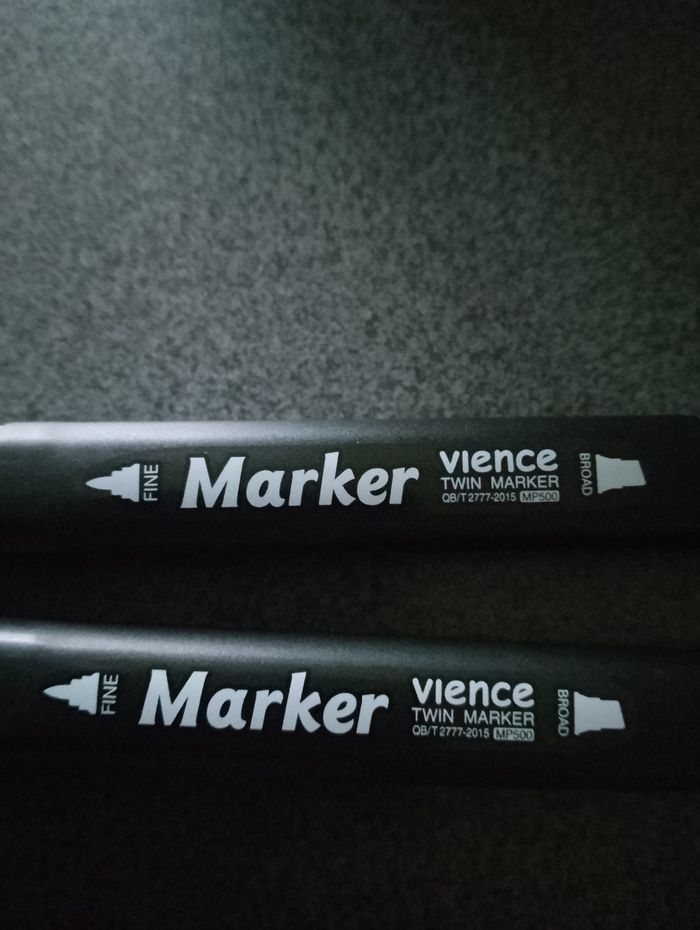 FINE Marker vience BROAD
TWIN MARKER
QB/T 2777-2015 MP500
FINE Marker vience BROAD
TWIN MARKER
QB/T 2777-2015 MP500